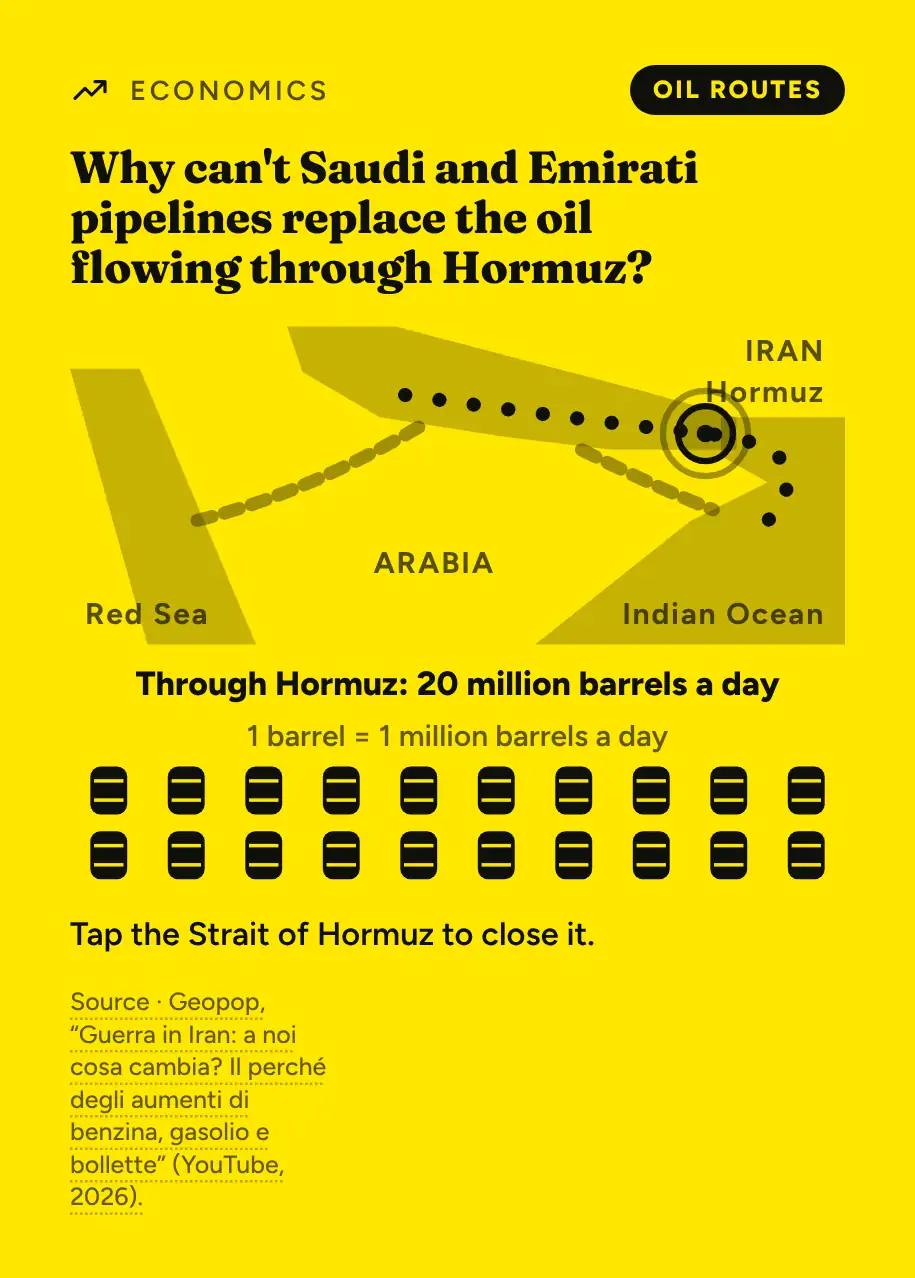 ECONOMICS
OIL ROUTES
Why can't Saudi and Emirati
pipelines replace the oil
flowing through Hormuz?
IRAN
Hormuz
ARABIA
Red Sea
Indian Ocean
Through Hormuz: 20 million barrels a day
1 barrel = 1 million barrels a day
Tap the Strait of Hormuz to close it.
Source · Geopop,
“Guerra in Iran: a noi
cosa cambia? Il perché
degli aumenti di
benzina, gasolio e
bollette” (YouTube,
2026).